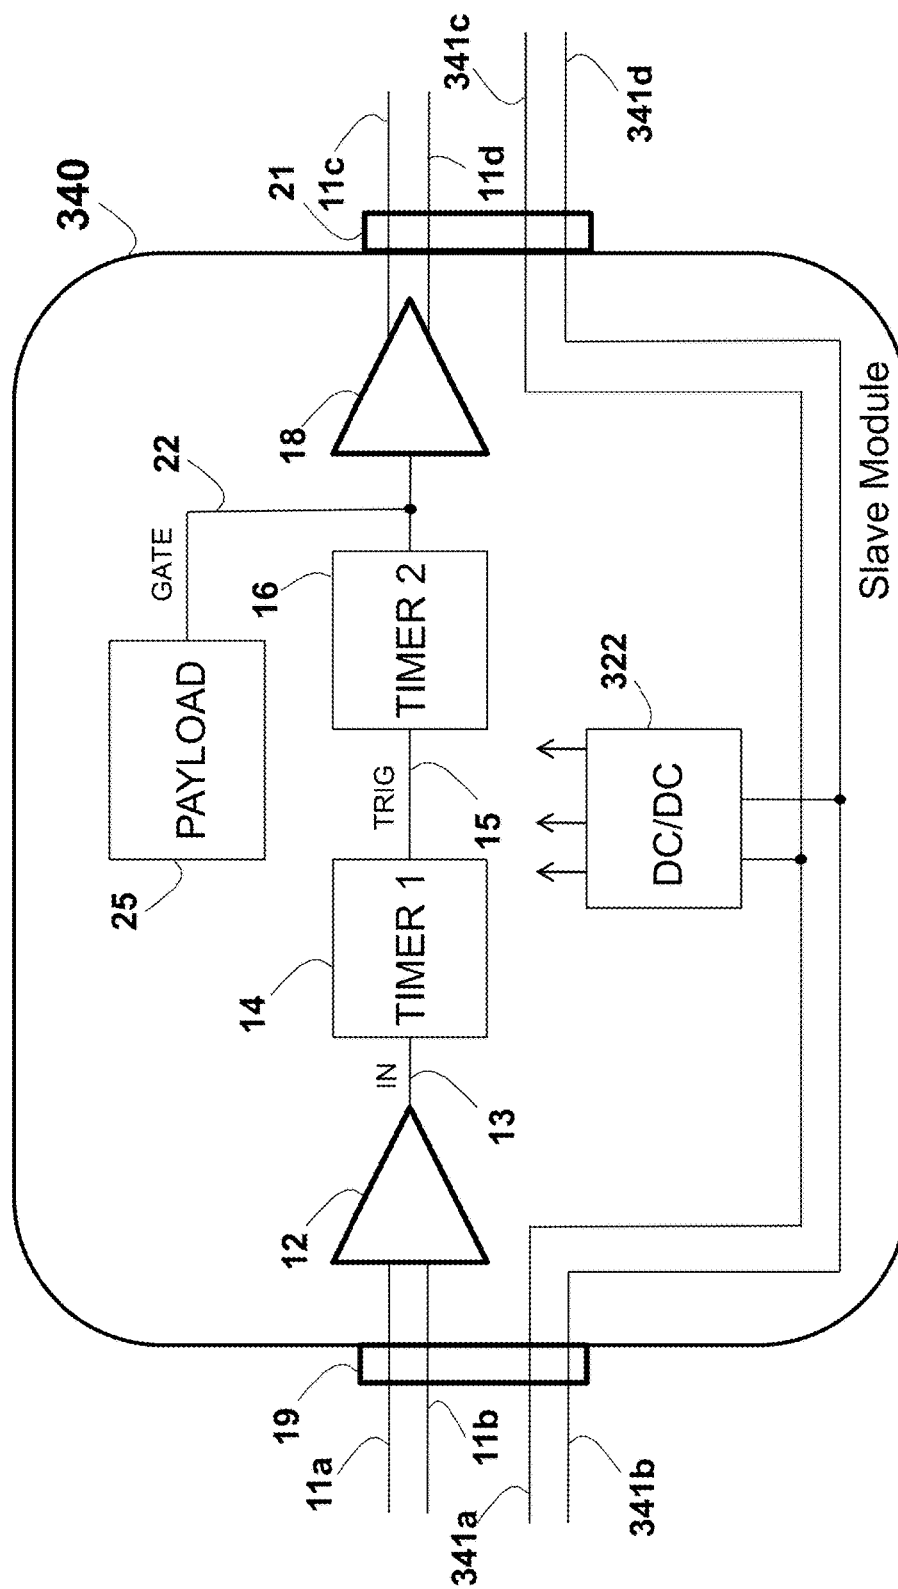 340
11a
11b
19
341a
341b
12
IN
13
14
TIMER 1
TRIG
15
25
PAYLOAD
GATE
22
16
TIMER 2
18
21
11c
11d
341c
341d
322
DC/DC
Slave Module